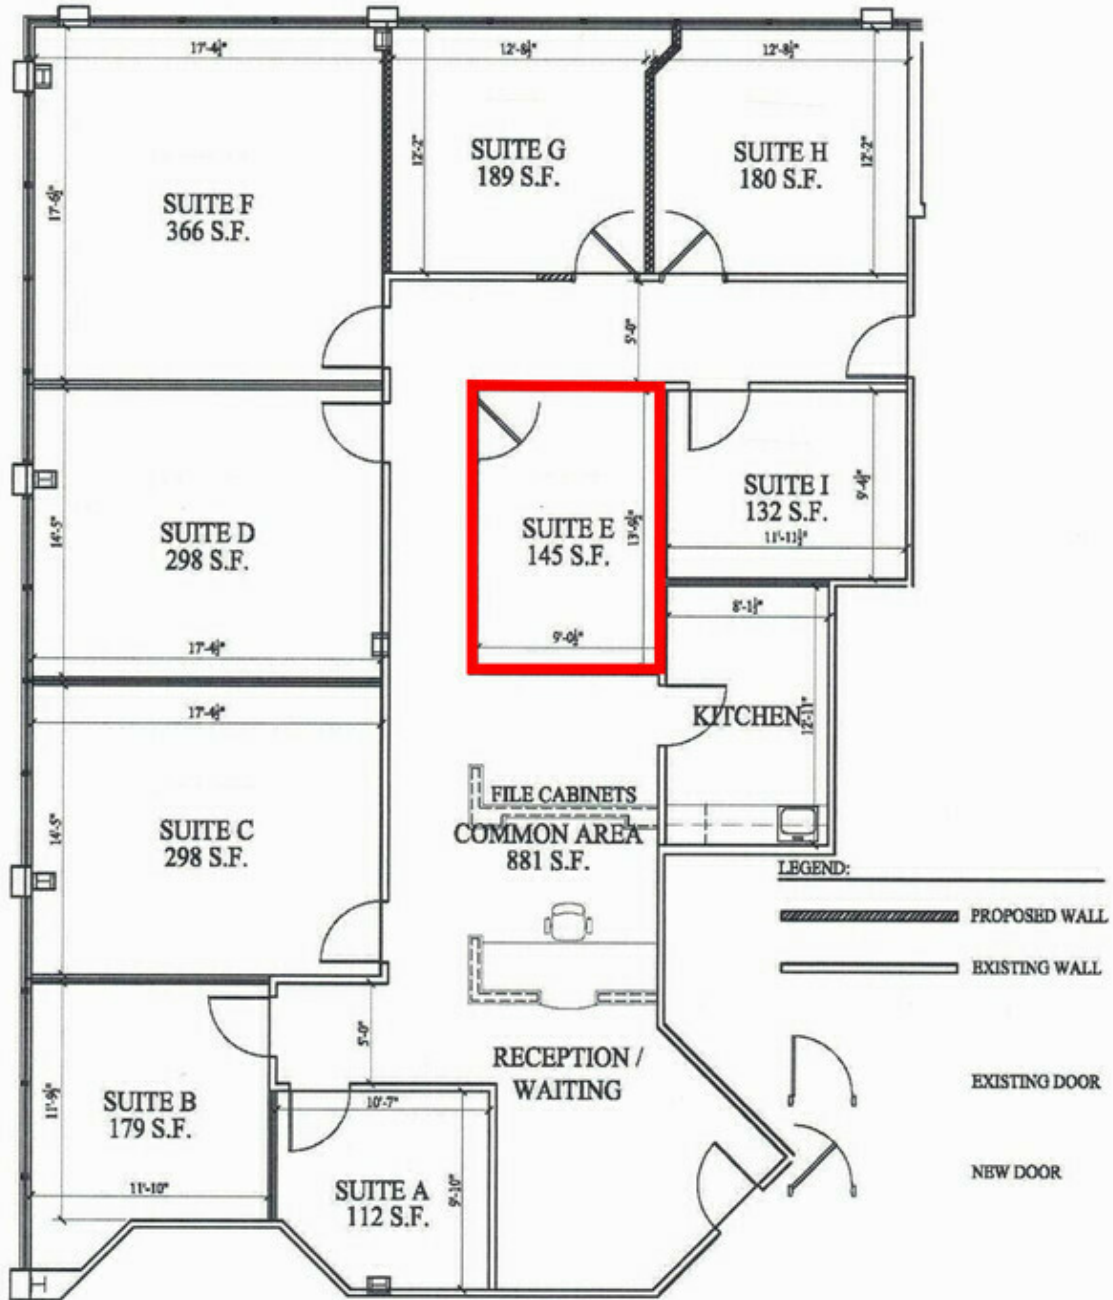 17'-4½"
12'-8½"
12'-8½"
17'-6½"
12'-2"
12'-2"
SUITE F
366 S.F.
SUITE G
189 S.F.
SUITE H
180 S.F.
5'-0"
SUITE D
298 S.F.
14'-5"
17'-4½"
SUITE E
145 S.F.
13'-9½"
9'-0½"
SUITE I
132 S.F.
9'-4½"
11'-11½"
8'-1½"
KITCHEN
12'-11"
17'-4½"
SUITE C
298 S.F.
14'-5"
FILE CABINETS
COMMON AREA
881 S.F.
LEGEND:
PROPOSED WALL
EXISTING WALL
EXISTING DOOR
NEW DOOR
5'-0"
RECEPTION /
WAITING
SUITE B
179 S.F.
11'-9½"
11'-10"
10'-7"
SUITE A
112 S.F.
9'-10"